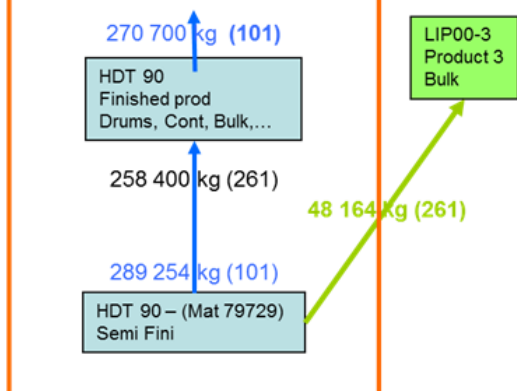 270 700 kg (101)
HDT 90
Finished prod
Drums, Cont, Bulk,...
258 400 kg (261)
289 254 kg (101)
HDT 90 – (Mat 79729)
Semi Fini
LIP00-3
Product 3
Bulk
48 164 kg (261)